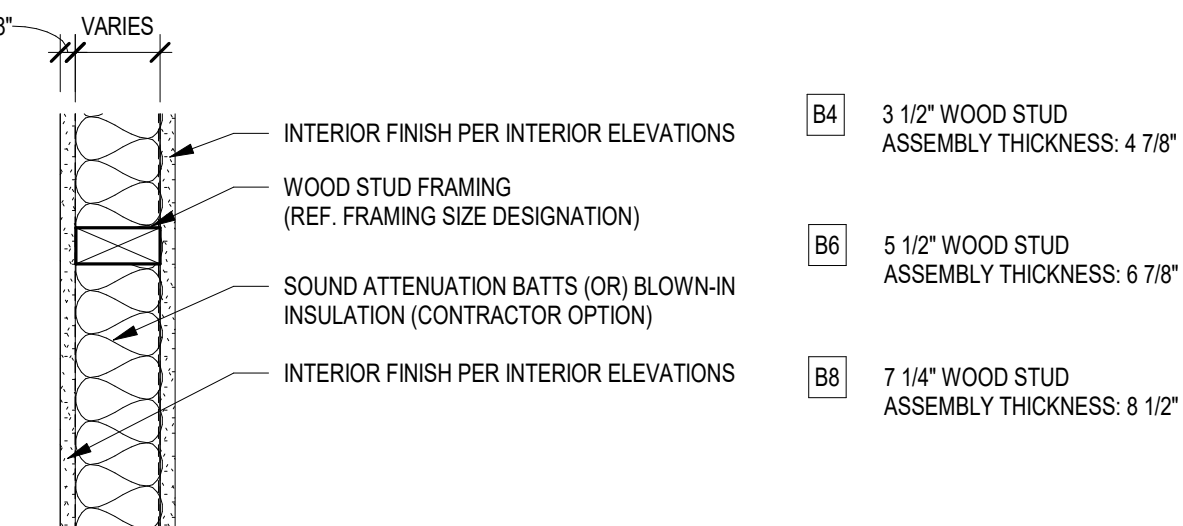 VARIES
INTERIOR FINISH PER INTERIOR ELEVATIONS
WOOD STUD FRAMING
(REF. FRAMING SIZE DESIGNATION)
SOUND ATTENUATION BATTS (OR) BLOWN-IN
INSULATION (CONTRACTOR OPTION)
INTERIOR FINISH PER INTERIOR ELEVATIONS
B4
3 1/2" WOOD STUD
ASSEMBLY THICKNESS: 4 7/8"
B6
5 1/2" WOOD STUD
ASSEMBLY THICKNESS: 6 7/8"
B8
7 1/4" WOOD STUD
ASSEMBLY THICKNESS: 8 1/2"